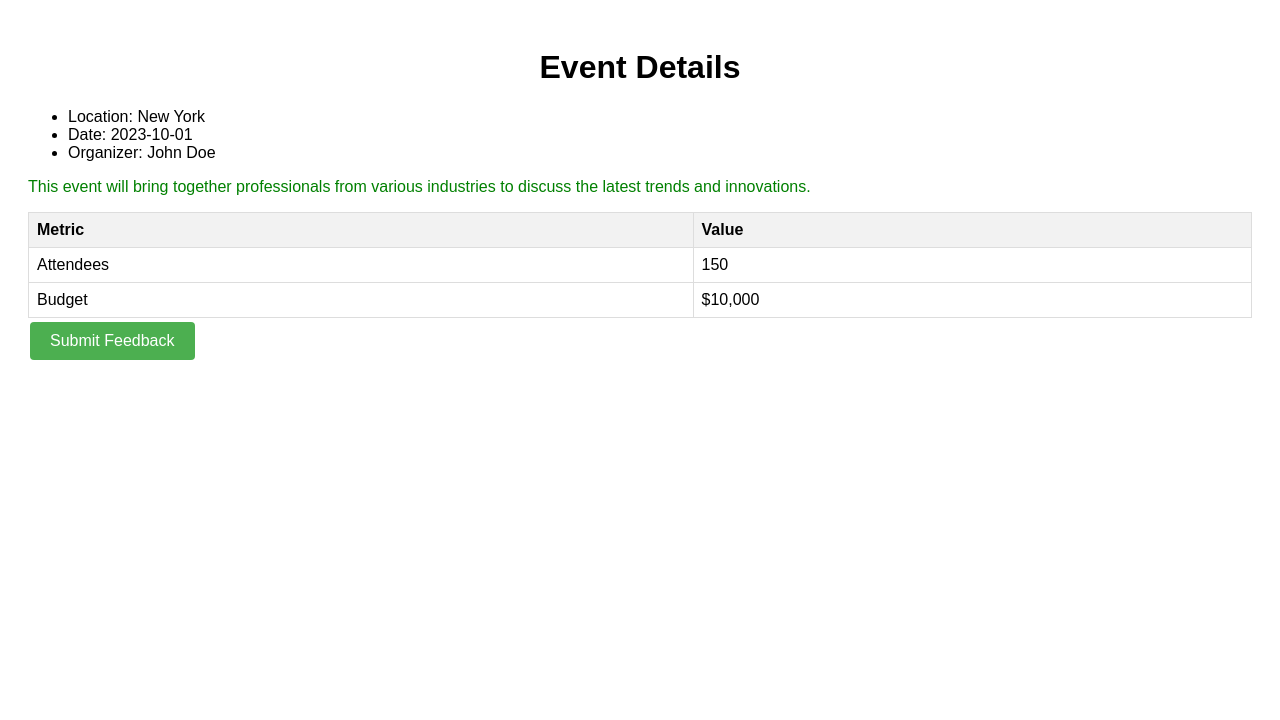 Event Details
Location: New York
Date: 2023-10-01
Organizer: John Doe
This event will bring together professionals from various industries to discuss the latest trends and innovations.
Metric Value
Attendees 150
Budget $10,000
Submit Feedback